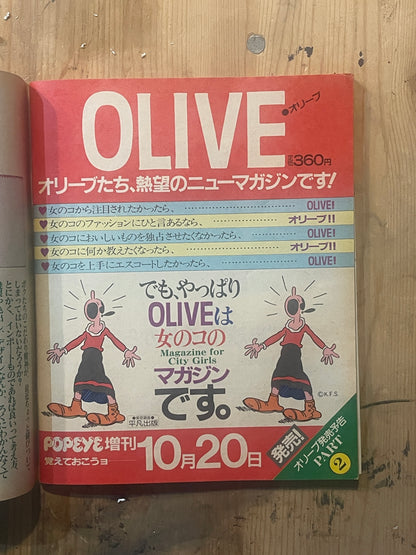 OLIVE
●オリーブ
定価360円
オリーブたち、熱望のニューマガジンです!
♥女のコから注目されたかったら、 OLIVE!
♥女のコのファッションにひと言あるなら、 オリーブ!!
♥女のコにおいしいものを独占させたくなかったら、 OLIVE!
♥女のコに何か教えたくなったら、 オリーブ!!
♥女のコを上手にエスコートしたかったら、 OLIVE!
でも、やっぱり
OLIVEは
女のコの
Magazine for
City Girls
マガジン
です。
平凡出版
©K.F.S.
POPEYE増刊
覚えておこうヨ
10月20日
発売!
オリーブ発売予告
PART
2